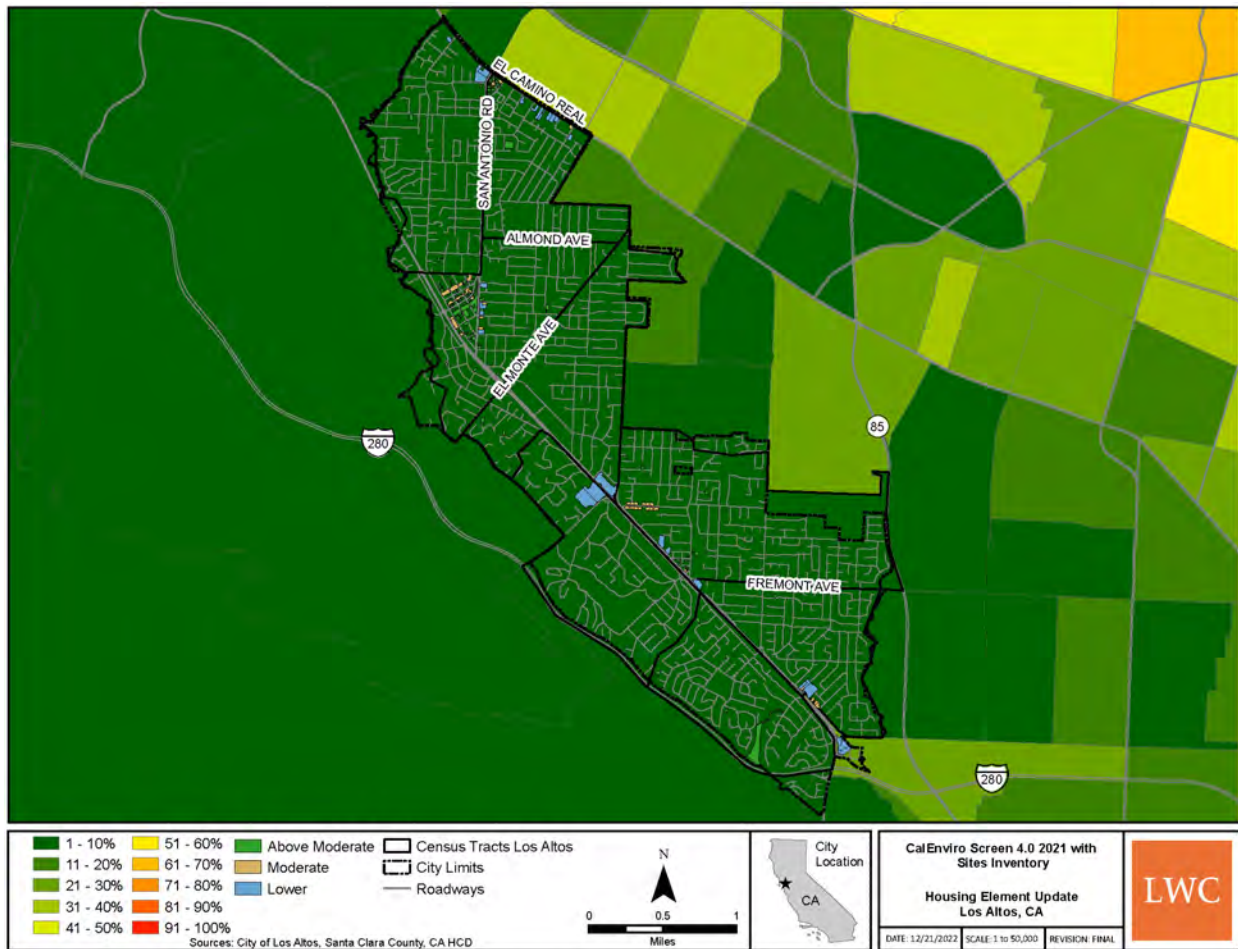 EL CAMINO REAL
SAN ANTONIO RD
ALMOND AVE
EL MONTE AVE
280
85
FREMONT AVE
280
1 - 10%
11 - 20%
21 - 30%
31 - 40%
41 - 50%
51 - 60%
61 - 70%
71 - 80%
81 - 90%
91 - 100%
Above Moderate
Moderate
Lower
Census Tracts Los Altos
City Limits
Roadways
Sources: City of Los Altos, Santa Clara County, CA HCD
N
0 0.5 1
Miles
City
Location
CA
CalEnviro Screen 4.0 2021 with
Sites Inventory
Housing Element Update
Los Altos, CA
DATE: 12/21/2022 SCALE: 1 to 50,000 REVISION: FINAL
LWC